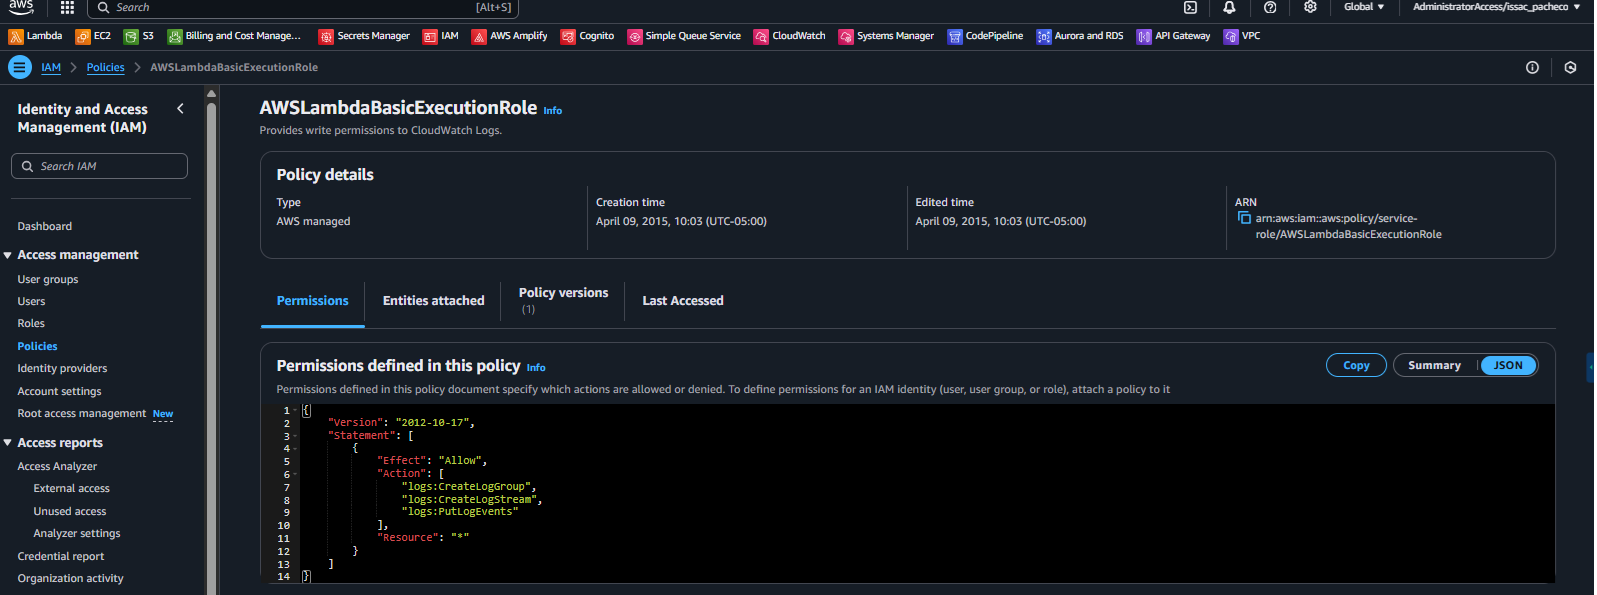 aws
Search
[Alt+S]
Global
AdministratorAccess/issac_pacheco
Lambda
EC2
S3
Billing and Cost Manage...
Secrets Manager
IAM
AWS Amplify
Cognito
Simple Queue Service
CloudWatch
Systems Manager
CodePipeline
Aurora and RDS
API Gateway
VPC
IAM
Policies
AWSLambdaBasicExecutionRole
Identity and Access
Management (IAM)
Search IAM
Dashboard
Access management
User groups
Users
Roles
Policies
Identity providers
Account settings
Root access management New
Access reports
Access Analyzer
External access
Unused access
Analyzer settings
Credential report
Organization activity
AWSLambdaBasicExecutionRole Info
Provides write permissions to CloudWatch Logs.
Policy details
Type
AWS managed
Creation time
April 09, 2015, 10:03 (UTC-05:00)
Edited time
April 09, 2015, 10:03 (UTC-05:00)
ARN
arn:aws:iam::aws:policy/service-
role/AWSLambdaBasicExecutionRole
Permissions
Entities attached
Policy versions
(1)
Last Accessed
Permissions defined in this policy Info
Copy
Summary
JSON
Permissions defined in this policy document specify which actions are allowed or denied. To define permissions for an IAM identity (user, user group, or role), attach a policy to it
1 {
2 "Version": "2012-10-17",
3 "Statement": [
4 {
5 "Effect": "Allow",
6 "Action": [
7 "logs:CreateLogGroup",
8 "logs:CreateLogStream",
9 "logs:PutLogEvents"
10 ],
11 "Resource": "*"
12 }
13 ]
14 }